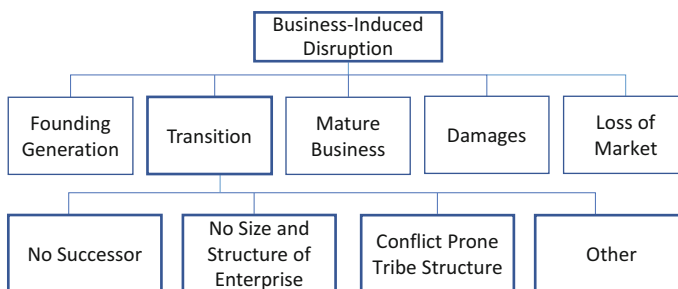 Business-Induced
Disruption
Founding
Generation
Transition
Mature
Business
Damages
Loss of
Market
No Successor
No Size and
Structure of
Enterprise
Conflict Prone
Tribe Structure
Other